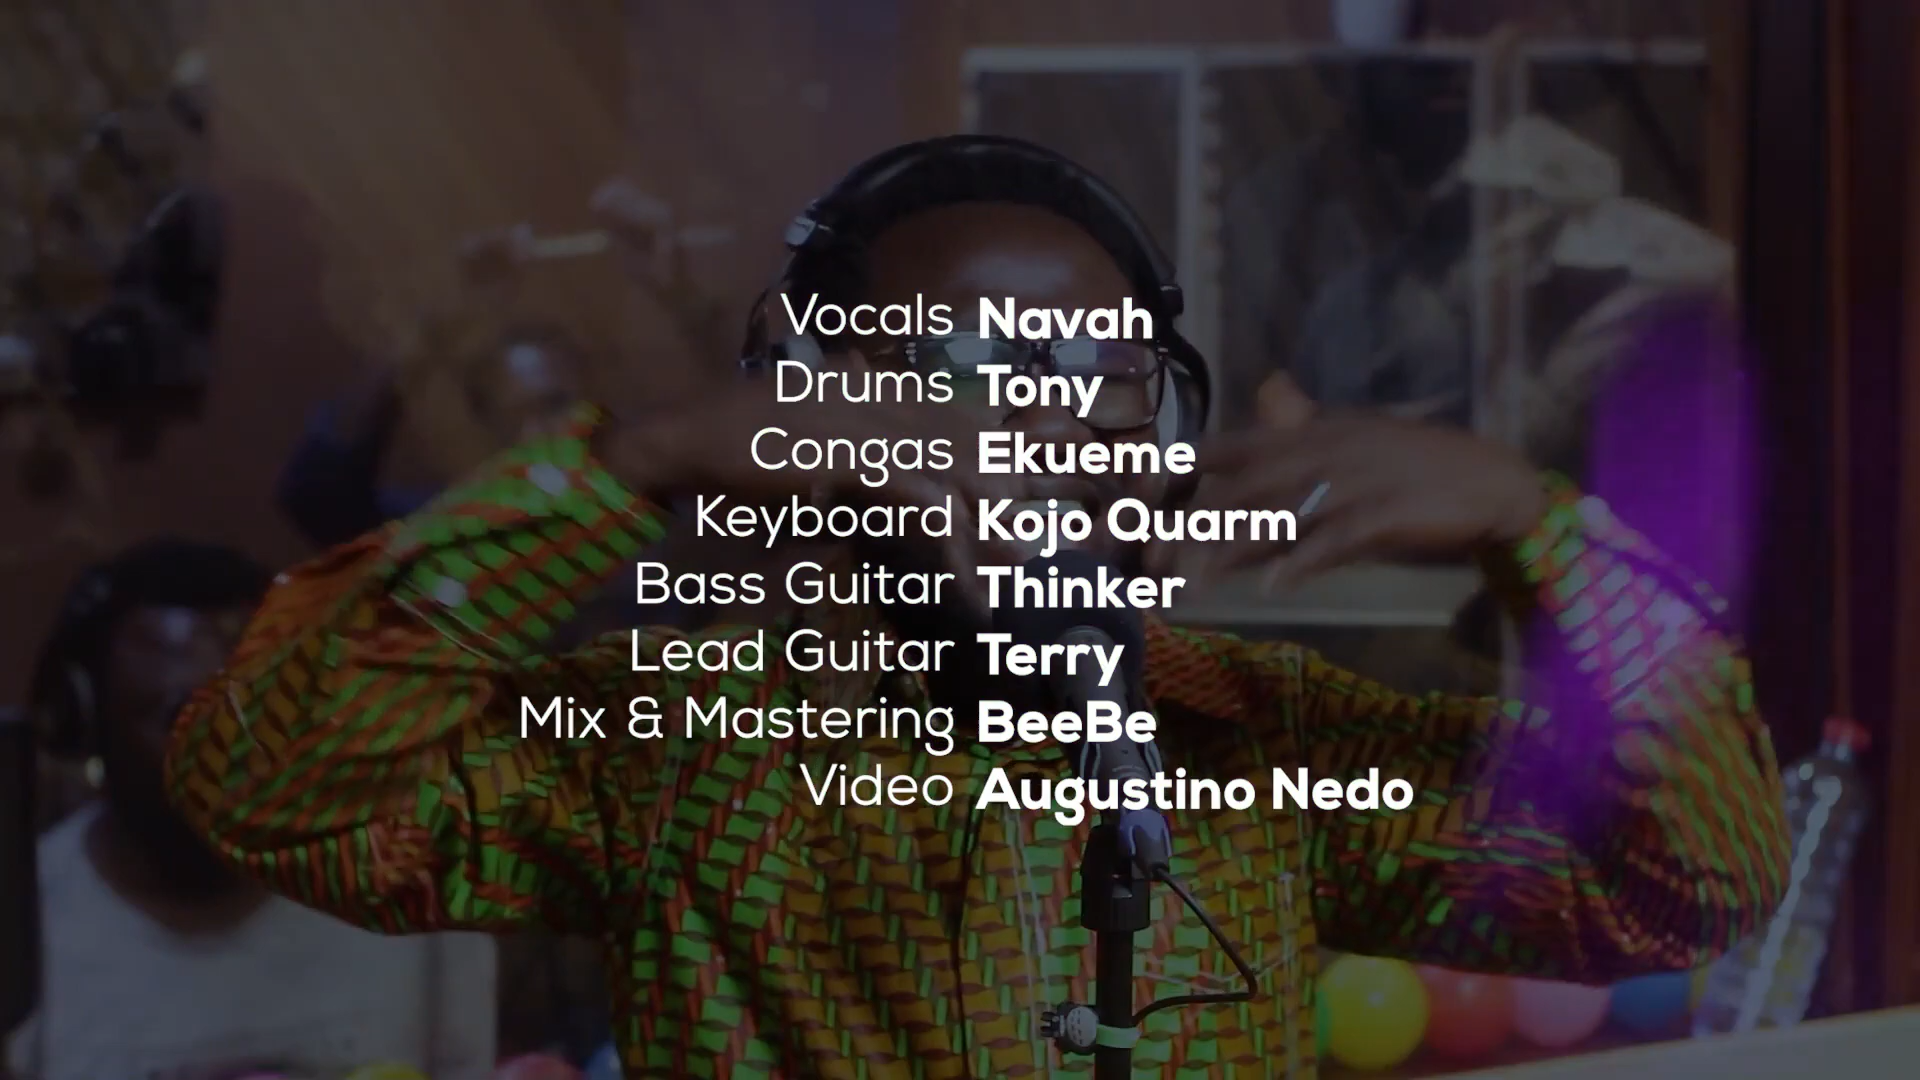 Vocals Navah
Drums Tony
Congas Ekueme
Keyboard Kojo Quarm
Bass Guitar Thinker
Lead Guitar Terry
Mix & Mastering BeeBe
Video Augustino Nedo